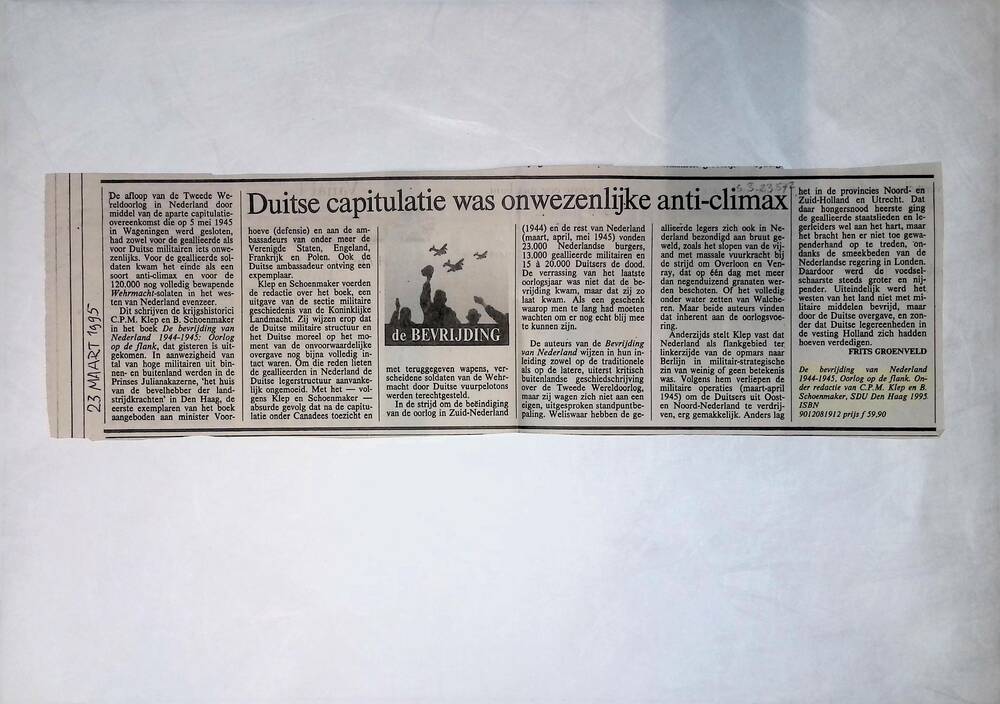 Duitse capitulatie was onwezenlijke anti-climax
23 MAART 1995
De afloop van de Tweede We-
reldoorlog in Nederland door
middel van de aparte capitulatie-
overeenkomst die op 5 mei 1945
in Wageningen werd gesloten,
had zowel voor de geallieerde als
voor Duitse militairen iets onwe-
zenlijks. Voor de geallieerde sol-
daten kwam het einde als een
soort anti-climax en voor de
120.000 nog volledig bewapende
Wehrmacht-soldaten in het wes-
ten van Nederland evenzeer.
Dit schrijven de krijgshistorici
C.P.M. Klep en B. Schoenmaker
in het boek De bevrijding van
Nederland 1944-1945: Oorlog
op de flank, dat gisteren is uit-
gekomen. In aanwezigheid van
tal van hoge militairen uit bin-
nen- en buitenland werden in de
Prinses Julianakazerne, 'het huis
van de bevelhebber der land-
strijdkrachten' in Den Haag, de
eerste exemplaren van het boek
aangeboden aan minister Voor-
hoeve (defensie) en aan de am-
bassadeurs van onder meer de
Verenigde Staten, Engeland,
Frankrijk en Polen. Ook de
Duitse ambassadeur ontving een
expemplaar.
Klep en Schoenmaker voerden
de redactie over het boek, een
uitgave van de sectie militaire
geschiedenis van de Koninklijke
Landmacht. Zij wijzen erop dat
de Duitse militaire structuur en
het Duitse moreel op het mo-
ment van de onvoorwaardelijke
overgave nog bijna volledig in-
tact waren. Om die reden lieten
de geallieerden in Nederland de
Duitse legerstructuur aanvanke-
lijk ongemoeid. Met het — vol-
gens Klep en Schoenmaker —
absurde gevolg dat na de capitu-
latie onder Canadees toezicht en
de BEVRIJDING
met teruggegeven wapens, ver-
scheidene soldaten van de Wehr-
macht door Duitse vuurpelotons
werden terechtgesteld.
In de strijd om de beëindiging
van de oorlog in Zuid-Nederland
(1944) en de rest van Nederland
(maart, april, mei 1945) vonden
23.000 Nederlandse burgers,
13.000 geallieerde militairen en
15 à 20.000 Duitsers de dood.
De verrassing van het laatste
oorlogsjaar was niet dat de be-
vrijding kwam, maar dat zij zo
laat kwam. Als een geschenk
waarop men te lang had moeten
wachten om er nog echt blij mee
te kunnen zijn.
De auteurs van de Bevrijding
van Nederland wijzen in hun in-
leiding zowel op de traditionele
als op de latere, uiterst kritisch
buitenlandse geschiedschrijving
over de Tweede Wereldoorlog,
maar zij wagen zich niet aan een
eigen, uitgesproken standpuntbe-
paling. Weliswaar hebben de ge-
allieerde legers zich ook in Ne-
derland bezondigd aan bruut ge-
weld, zoals het slopen van de vij-
and met massale vuurkracht bij
de strijd om Overloon en Ven-
ray, dat op één dag met meer
dan negenduizend granaten wer-
den beschoten. Of het volledig
onder water zetten van Walche-
ren. Maar beide auteurs vinden
dat inherent aan de oorlogsvoe-
ring.
Anderzijds stelt Klep vast dat
Nederland als flankgebied ter
linkerzijde van de opmars naar
Berlijn in militair-strategische
zin van weinig of geen betekenis
was. Volgens hem verliepen de
militaire operaties (maart-april
1945) om de Duitsers uit Oost-
en Noord-Nederland te verdrij-
ven, erg gemakkelijk. Anders lag
het in de provincies Noord- en
Zuid-Holland en Utrecht. Dat
daar hongersnood heerste ging
de geallieerde staatslieden en le-
gerleiders wel aan het hart, maar
het bracht hen er niet toe gewa-
penderhand op te treden, 'on-
danks de smeekbeden van de
Nederlandse regering in Londen.
Daardoor werd de voedsel-
schaarste steeds groter en nij-
pender. Uiteindelijk werd het
westen van het land niet met mi-
litaire middelen bevrijd, maar
door de Duitse overgave, en zon-
der dat Duitse legereenheden in
de vesting Holland zich hadden
hoeven verdedigen.
FRITS GROENEVELD
De bevrijding van Nederland
1944-1945, Oorlog op de flank. On-
der redactie van C.P.M. Klep en B.
Schoenmaker, SDU Den Haag 1995.
ISBN
9012081912 prijs f 59,90